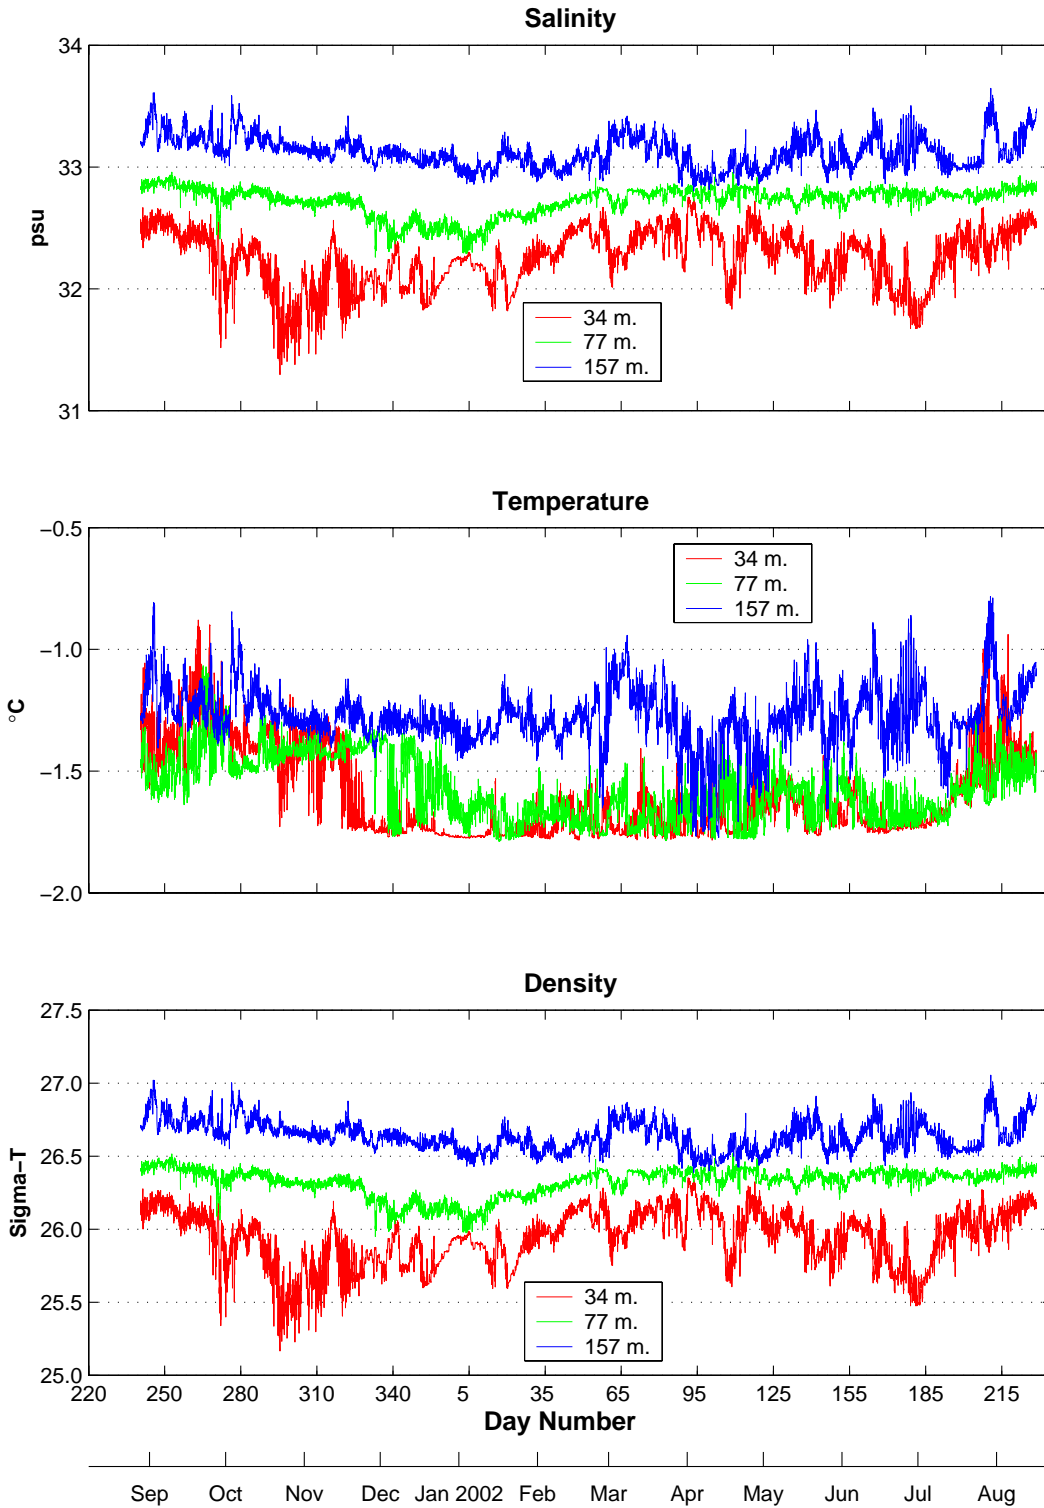 Salinity
34
33
32
31
psu
34 m.
77 m.
157 m.
Temperature
−0.5
−1.0
−1.5
−2.0
°C
34 m.
77 m.
157 m.
Density
27.5
27.0
26.5
26.0
25.5
25.0
Sigma−T
34 m.
77 m.
157 m.
220 250 280 310 340 5 35 65 95 125 155 185 215
Day Number
Sep Oct Nov Dec Jan 2002 Feb Mar Apr May Jun Jul Aug